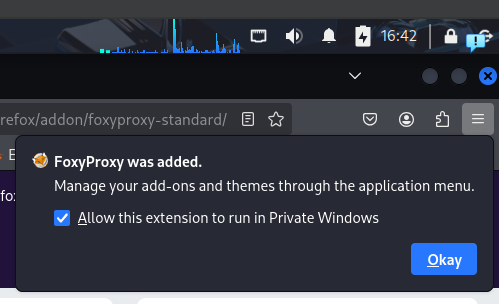 16:42
refox/addon/foxyproxy-standard/
E
FoxyProxy was added.
fox
Manage your add-ons and themes through the application menu.
Allow this extension to run in Private Windows
Okay